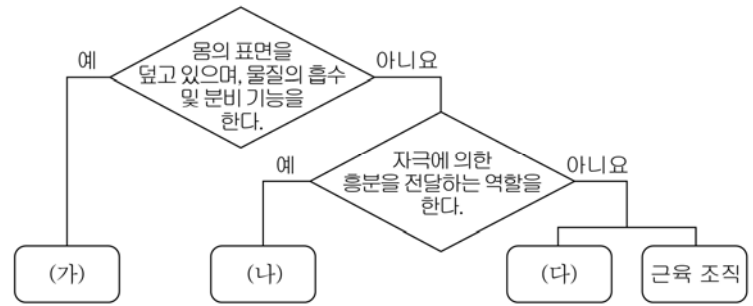 몸의 표면을
덮고 있으며, 물질의 흡수
및 분비 기능을
한다.
예
아니요
자극에 의한
흥분을 전달하는 역할을
한다.
예
아니요
(가)
(나)
(다)
근육 조직